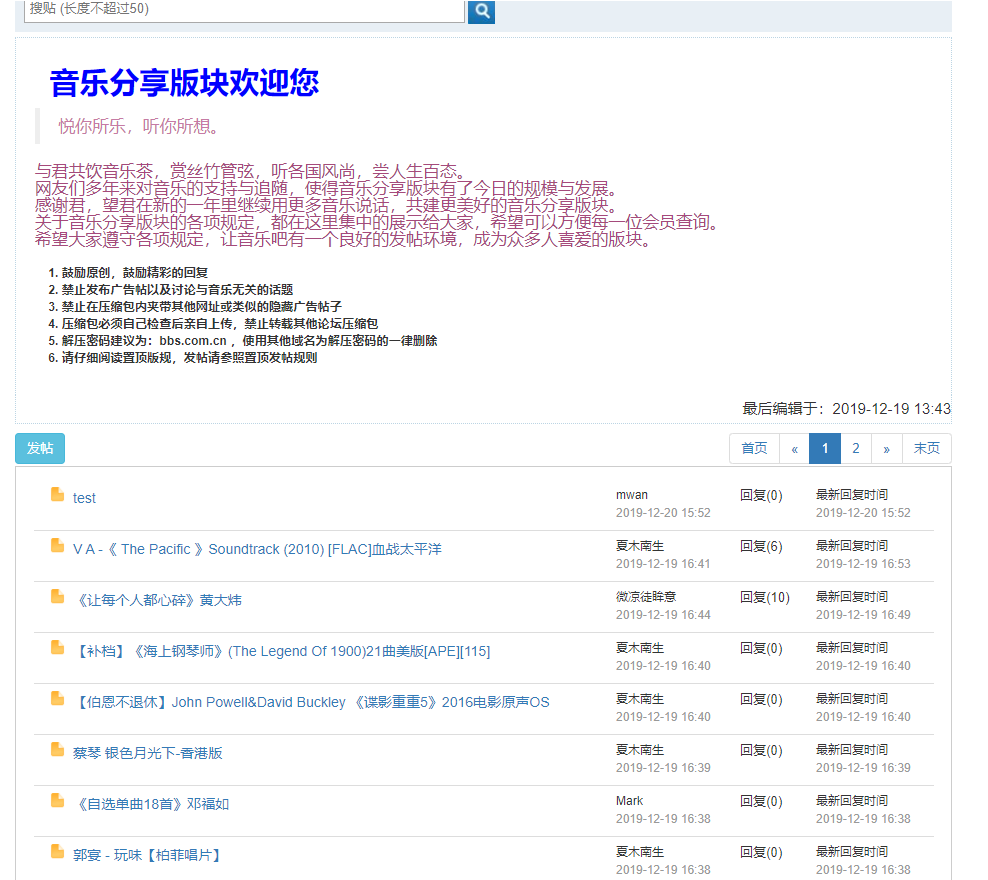 搜贴 (长度不超过50)
音乐分享版块欢迎您
悦你所乐，听你所想。
与君共饮音乐茶，赏丝竹管弦，听各国风尚，尝人生百态。
网友们多年来对音乐的支持与追随，使得音乐分享版块有了今日的规模与发展。
感谢君，望君在新的一年里继续用更多音乐说话，共建更美好的音乐分享版块。
关于音乐分享版块的各项规定，都在这里集中的展示给大家，希望可以方便每一位会员查询。
希望大家遵守各项规定，让音乐吧有一个良好的发帖环境，成为众多人喜爱的版块。
1. 鼓励原创，鼓励精彩的回复
2. 禁止发布广告帖以及讨论与音乐无关的话题
3. 禁止在压缩包内夹带其他网址或类似的隐藏广告帖子
4. 压缩包必须自己检查后亲自上传，禁止转载其他论坛压缩包
5. 解压密码建议为：bbs.com.cn ，使用其他域名为解压密码的一律删除
6. 请仔细阅读置顶版规，发帖请参照置顶发帖规则
最后编辑于：2019-12-19 13:43
发帖 首页 « 1 2 » 末页
test mwan 回复(0) 最新回复时间
2019-12-20 15:52 2019-12-20 15:52
V A -《 The Pacific 》Soundtrack (2010) [FLAC]血战太平洋 夏木南生 回复(6) 最新回复时间
2019-12-19 16:41 2019-12-19 16:53
《让每个人都心碎》黄大炜 微凉徒眸意 回复(10) 最新回复时间
2019-12-19 16:44 2019-12-19 16:49
【补档】《海上钢琴师》(The Legend Of 1900)21曲美版[APE][115] 夏木南生 回复(0) 最新回复时间
2019-12-19 16:40 2019-12-19 16:40
【伯恩不退休】John Powell&David Buckley 《谍影重重5》2016电影原声OS 夏木南生 回复(0) 最新回复时间
2019-12-19 16:40 2019-12-19 16:40
蔡琴 银色月光下-香港版 夏木南生 回复(0) 最新回复时间
2019-12-19 16:39 2019-12-19 16:39
《自选单曲18首》邓福如 Mark 回复(0) 最新回复时间
2019-12-19 16:38 2019-12-19 16:38
郭宴 - 玩味【柏菲唱片】 夏木南生 回复(0) 最新回复时间
2019-12-19 16:38 2019-12-19 16:38